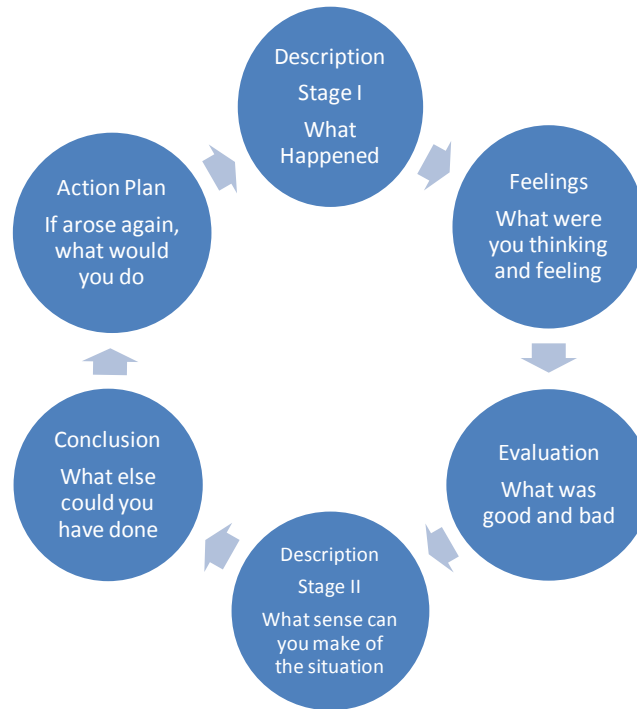 Description
Stage I
What
Happened
Feelings
What were
you thinking
and feeling
Evaluation
What was
good and bad
Description
Stage II
What sense can
you make of
the situation
Conclusion
What else
could you
have done
Action Plan
If arose again,
what would
you do